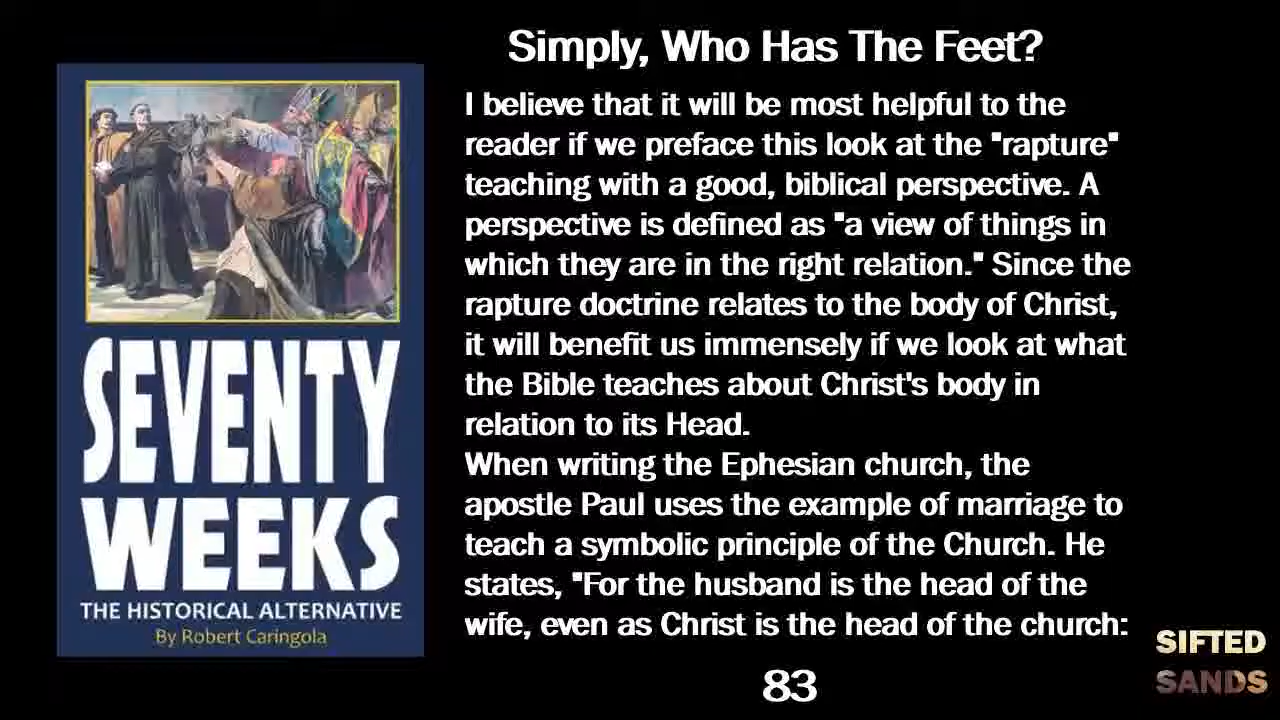 Simply, Who Has The Feet?
I believe that it will be most helpful to the
reader if we preface this look at the "rapture"
teaching with a good, biblical perspective. A
perspective is defined as "a view of things in
which they are in the right relation." Since the
rapture doctrine relates to the body of Christ,
it will benefit us immensely if we look at what
the Bible teaches about Christ's body in
relation to its Head.
When writing the Ephesian church, the
apostle Paul uses the example of marriage to
teach a symbolic principle of the Church. He
states, "For the husband is the head of the
wife, even as Christ is the head of the church:
83
SEVENTY
WEEKS
THE HISTORICAL ALTERNATIVE
By Robert Caringola
SIFTED
SANDS